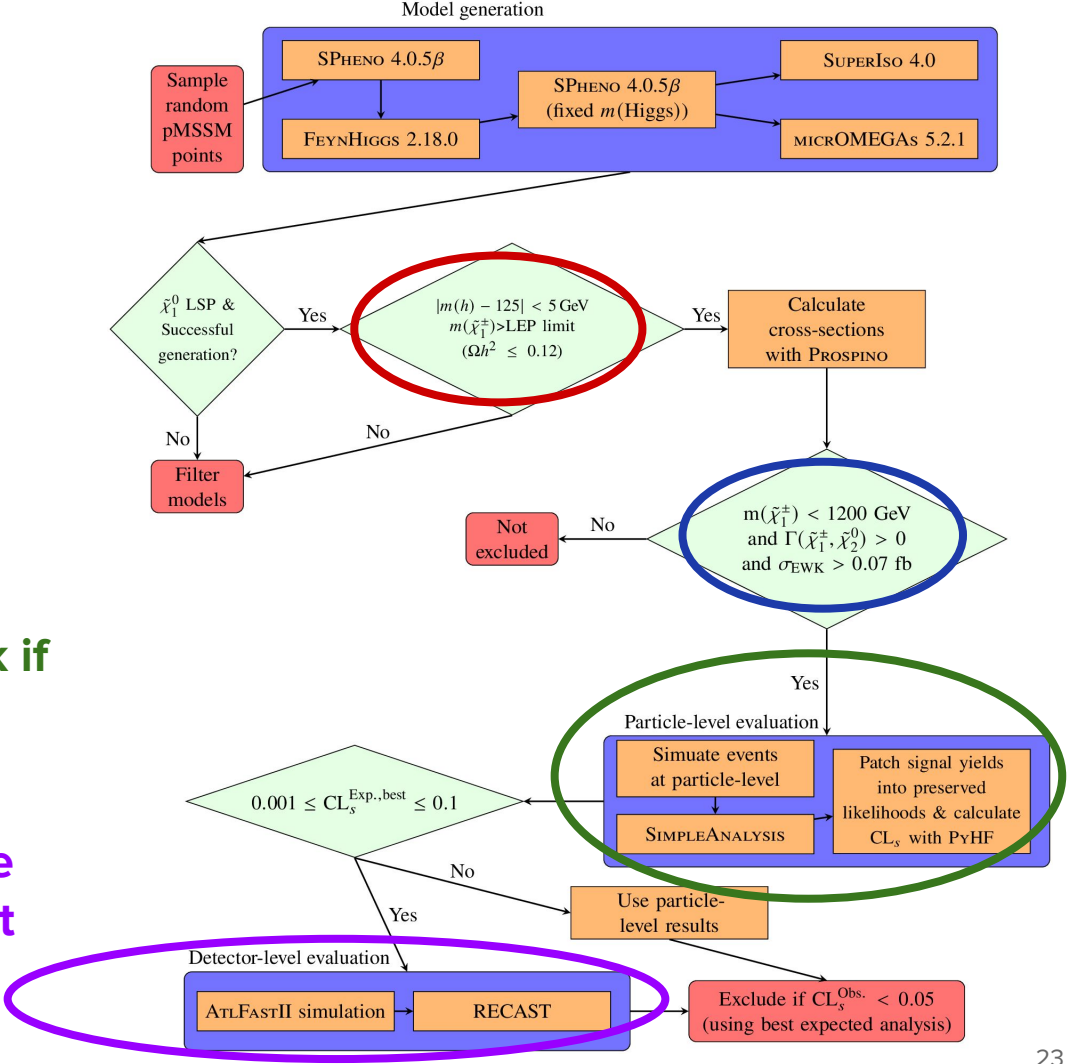 Model generation
Sample
random
pMSSM
points
SPheno 4.0.5β
FeynHiggs 2.18.0
SPheno 4.0.5β
(fixed m(Higgs))
SuperIso 4.0
micrOMEGAs 5.2.1
χ̃₁⁰ LSP &
Successful
generation?
Yes
|m(h) − 125| < 5 GeV
m(χ̃₁±)>LEP limit
(Ωh² ≤ 0.12)
Yes
Calculate
cross-sections
with Prospino
No
No
Filter
models
m(χ̃₁±) < 1200 GeV
and Γ(χ̃₁±, χ̃₂⁰) > 0
and σEWK > 0.07 fb
No
Not
excluded
k if
Yes
Particle-level evaluation
Simuate events
at particle-level
SimpleAnalysis
Patch signal yields
into preserved
likelihoods & calculate
CLₛ with pyhf
0.001 ≤ CLₛ^Exp.,best ≤ 0.1
e
t
No
Yes
Use particle-
level results
Detector-level evaluation
AtlFastII simulation
RECAST
Exclude if CLₛ^Obs. < 0.05
(using best expected analysis)
23